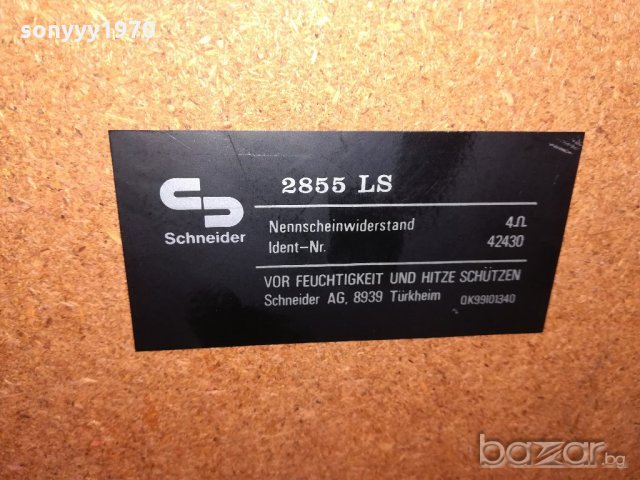 sonyyy1978
Schneider
2855 LS
Nennscheinwiderstand 4Ω
Ident-Nr. 42430
VOR FEUCHTIGKEIT UND HITZE SCHÜTZEN
Schneider AG, 8939 Türkheim QK99101340
bazar.bg